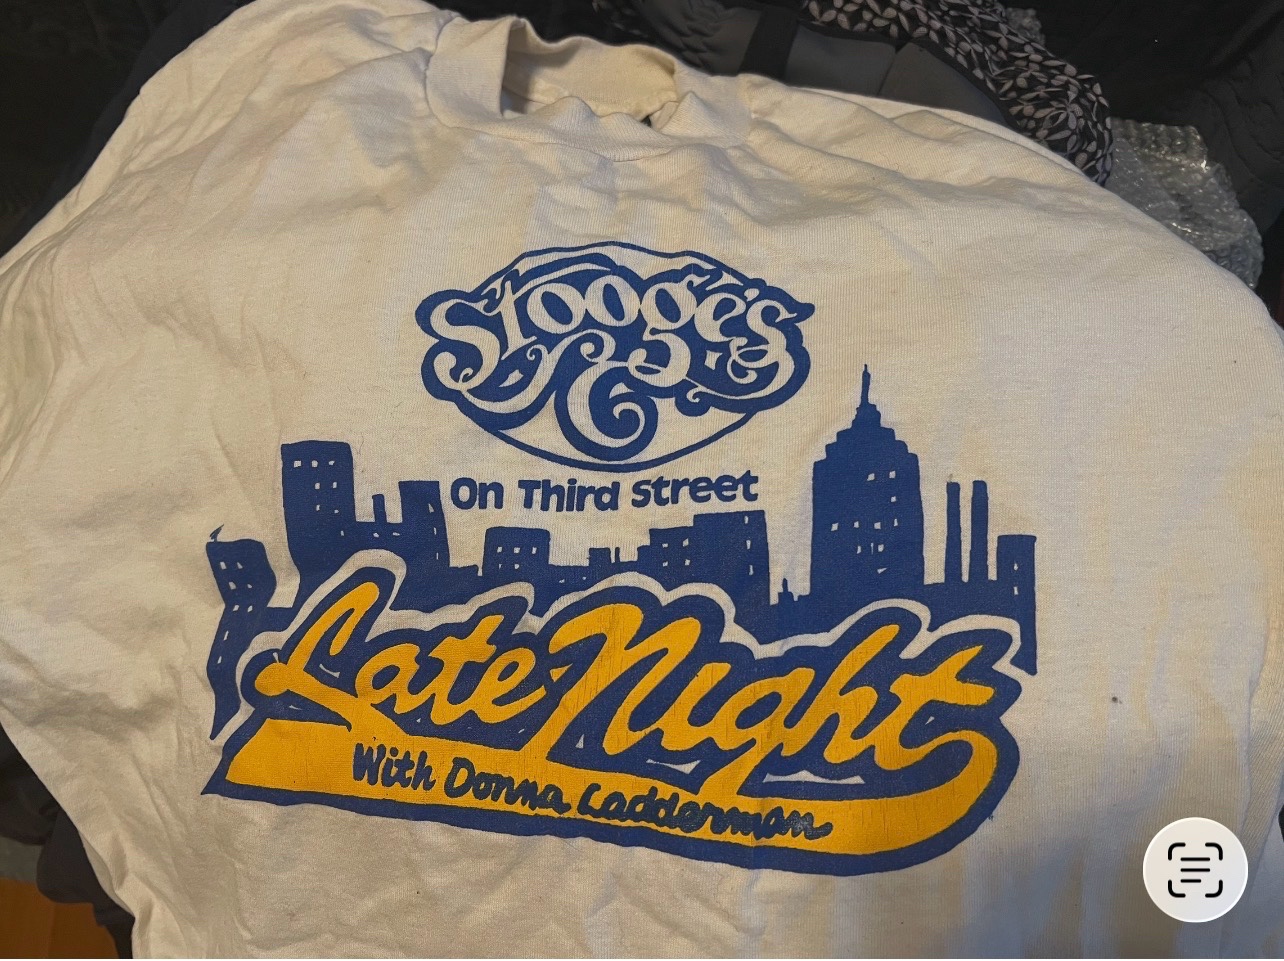 Stooge's
On Third Street
Late Night
With Donna Ladderman